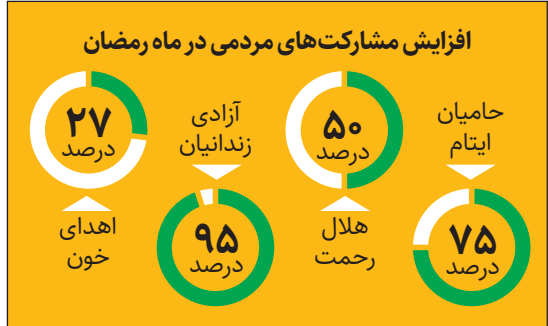 افزایش مشارکت‌های مردمی در ماه رمضان
حامیان
ایتام
۷۵
درصد
۵۰
درصد
هلال
رحمت
آزادی
زندانیان
۹۵
درصد
۲۷
درصد
اهدای
خون